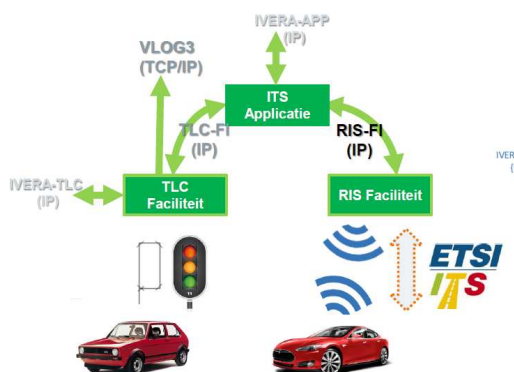 IVERA-APP
(IP)
VLOG3
(TCP/IP)
ITS
Applicatie
TLC-FI
(IP)
RIS-FI
(IP)
IVERA-TLC
(IP)
TLC
Faciliteit
RIS Faciliteit
IVER
(
ETSI
ITS